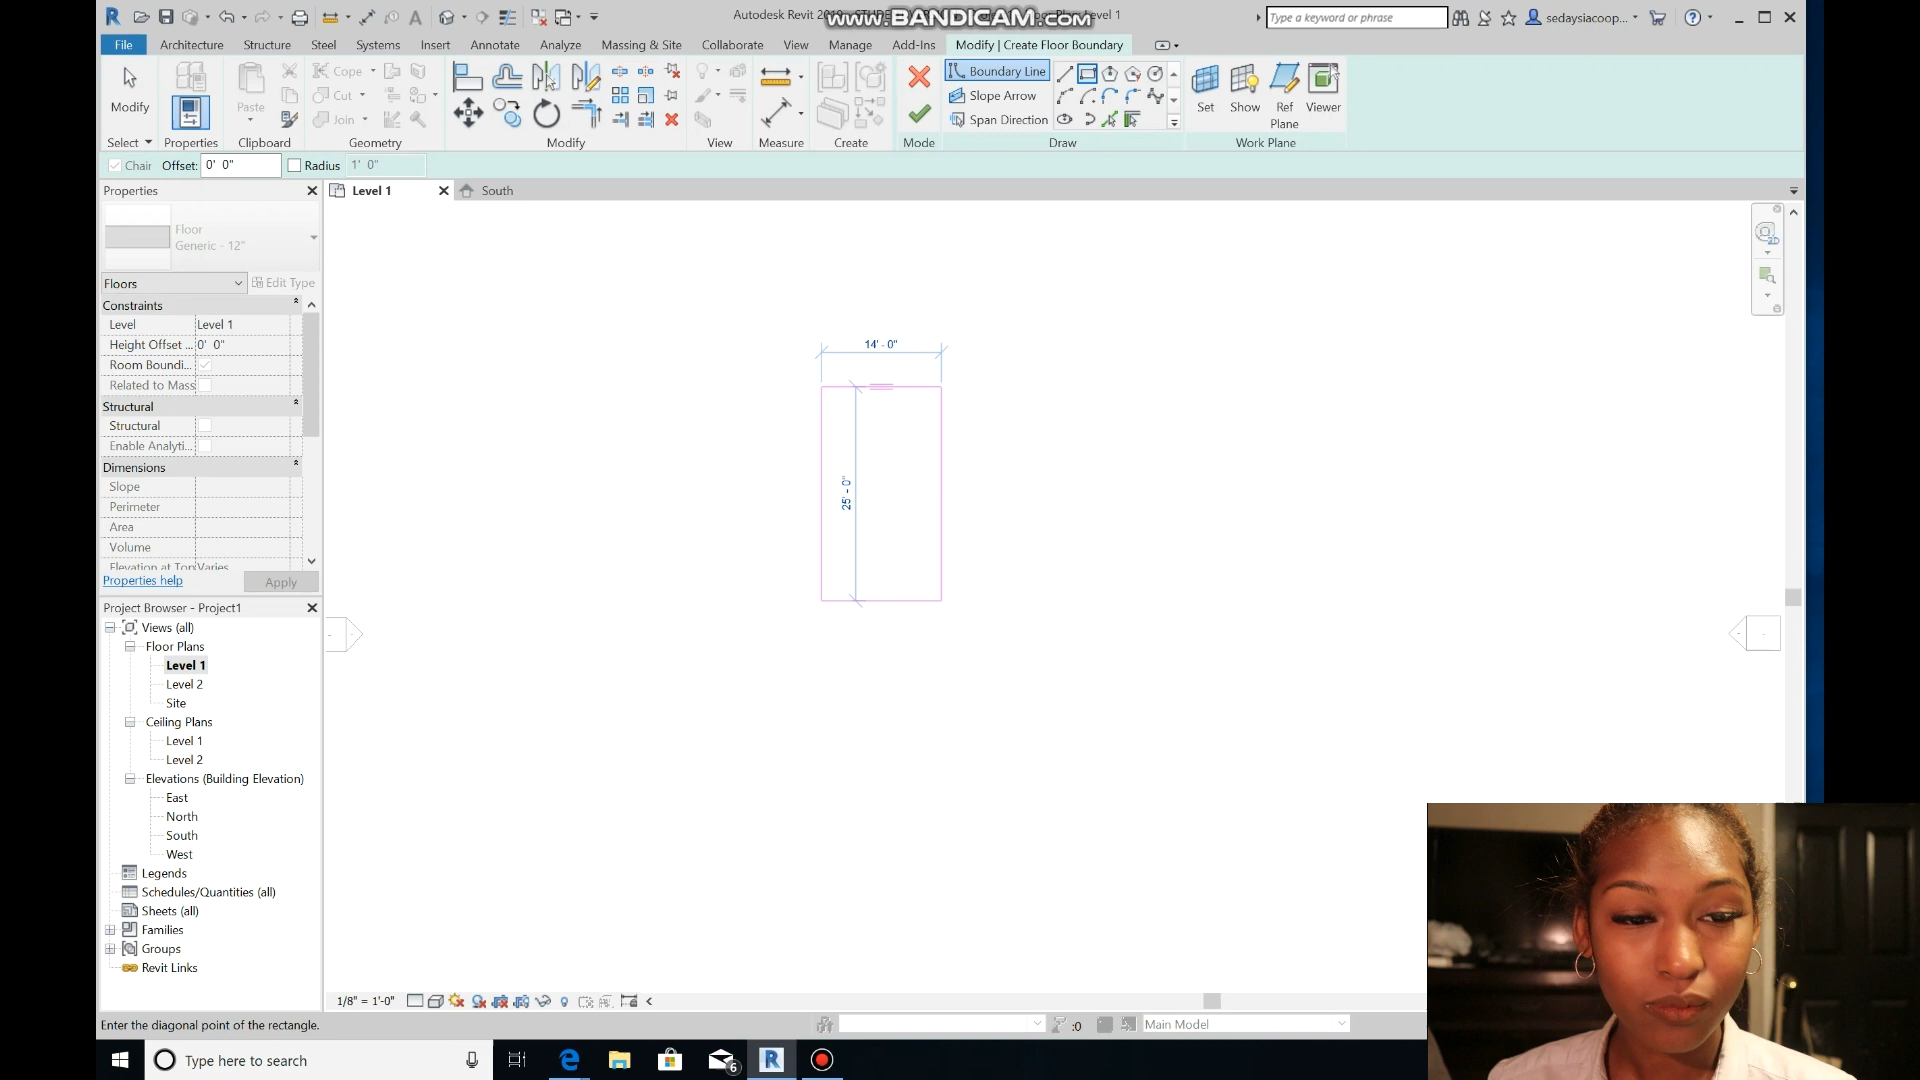 Autodesk Revit
www.BANDICAM.com
Level 1
Type a keyword or phrase
sedaysiacoop...
File
Architecture
Structure
Steel
Systems
Insert
Annotate
Analyze
Massing & Site
Collaborate
View
Manage
Add-Ins
Modify | Create Floor Boundary
Modify
Paste
Cope
Cut
Join
Boundary Line
Slope Arrow
Span Direction
Set
Show
Ref
Plane
Viewer
Select
Properties
Clipboard
Geometry
Modify
View
Measure
Create
Mode
Draw
Work Plane
Chain
Offset: 0' 0"
Radius
1' 0"
Properties
Level 1
South
Floor
Generic - 12"
Floors
Edit Type
Constraints
Level
Level 1
Height Offset ...
0' 0"
Room Boundi...
Related to Mass
Structural
Structural
Enable Analyti...
Dimensions
Slope
Perimeter
Area
Volume
Elevation at Top
Varies
Properties help
Apply
14' - 0"
25' - 0"
Project Browser - Project1
Views (all)
Floor Plans
Level 1
Level 2
Site
Ceiling Plans
Level 1
Level 2
Elevations (Building Elevation)
East
North
South
West
Legends
Schedules/Quantities (all)
Sheets (all)
Families
Groups
Revit Links
1/8" = 1'-0"
Enter the diagonal point of the rectangle.
:0
Main Model
Type here to search
6